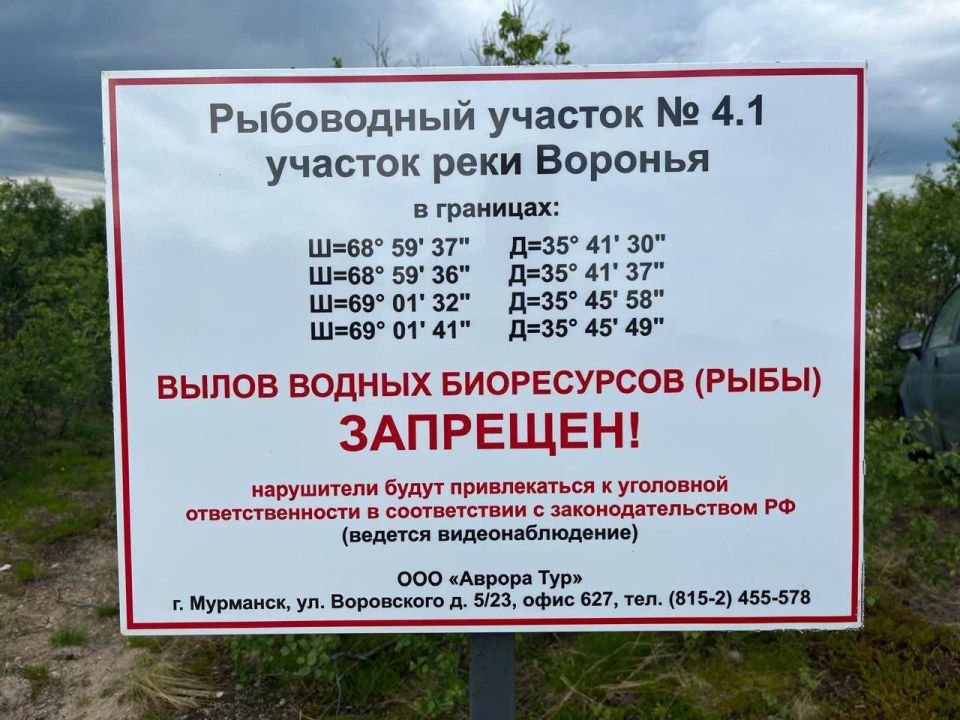 Рыбоводный участок № 4.1
участок реки Воронья
в границах:
Ш=68° 59' 37" Д=35° 41' 30"
Ш=68° 59' 36" Д=35° 41' 37"
Ш=69° 01' 32" Д=35° 45' 58"
Ш=69° 01' 41" Д=35° 45' 49"
ВЫЛОВ ВОДНЫХ БИОРЕСУРСОВ (РЫБЫ)
ЗАПРЕЩЕН!
нарушители будут привлекаться к уголовной
ответственности в соответствии с законодательством РФ
(ведется видеонаблюдение)
ООО «Аврора Тур»
г. Мурманск, ул. Воровского д. 5/23, офис 627, тел. (815-2) 455-578